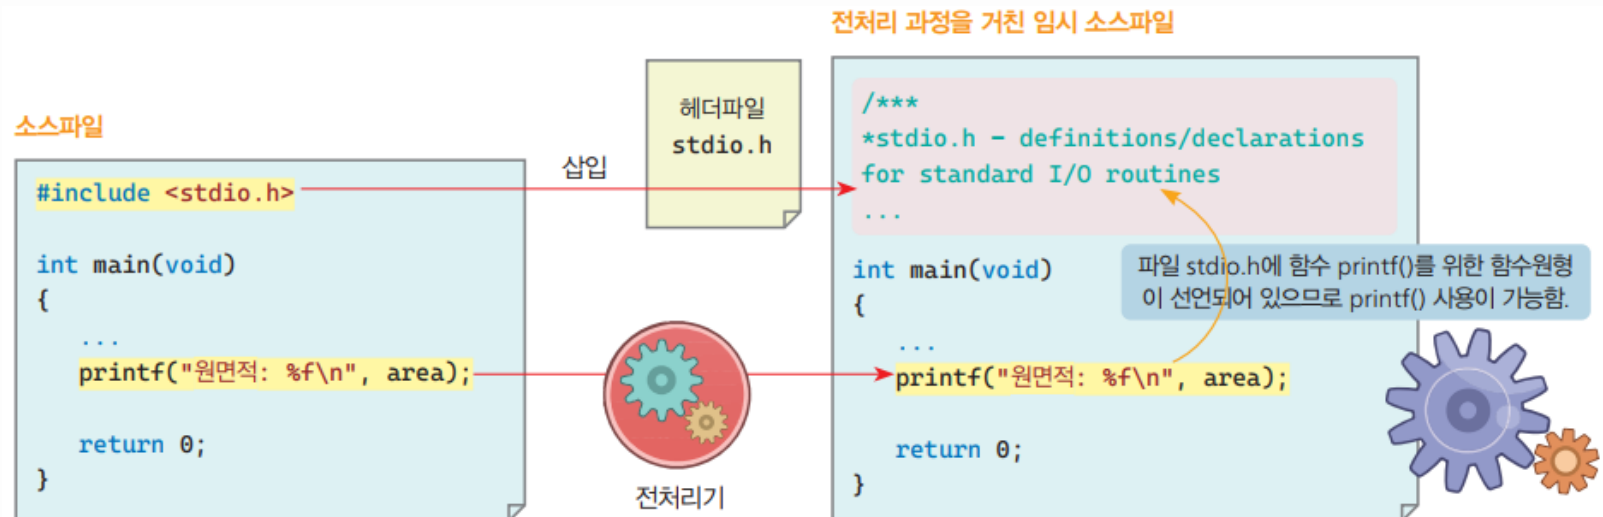 소스파일
#include <stdio.h>
int main(void)
{
...
printf("원면적: %f\n", area);
return 0;
}
삽입
헤더파일
stdio.h
전처리기
전처리 과정을 거친 임시 소스파일
/***
*stdio.h - definitions/declarations
for standard I/O routines
...
int main(void)
{
...
printf("원면적: %f\n", area);
return 0;
}
파일 stdio.h에 함수 printf()를 위한 함수원형
이 선언되어 있으므로 printf() 사용이 가능함.